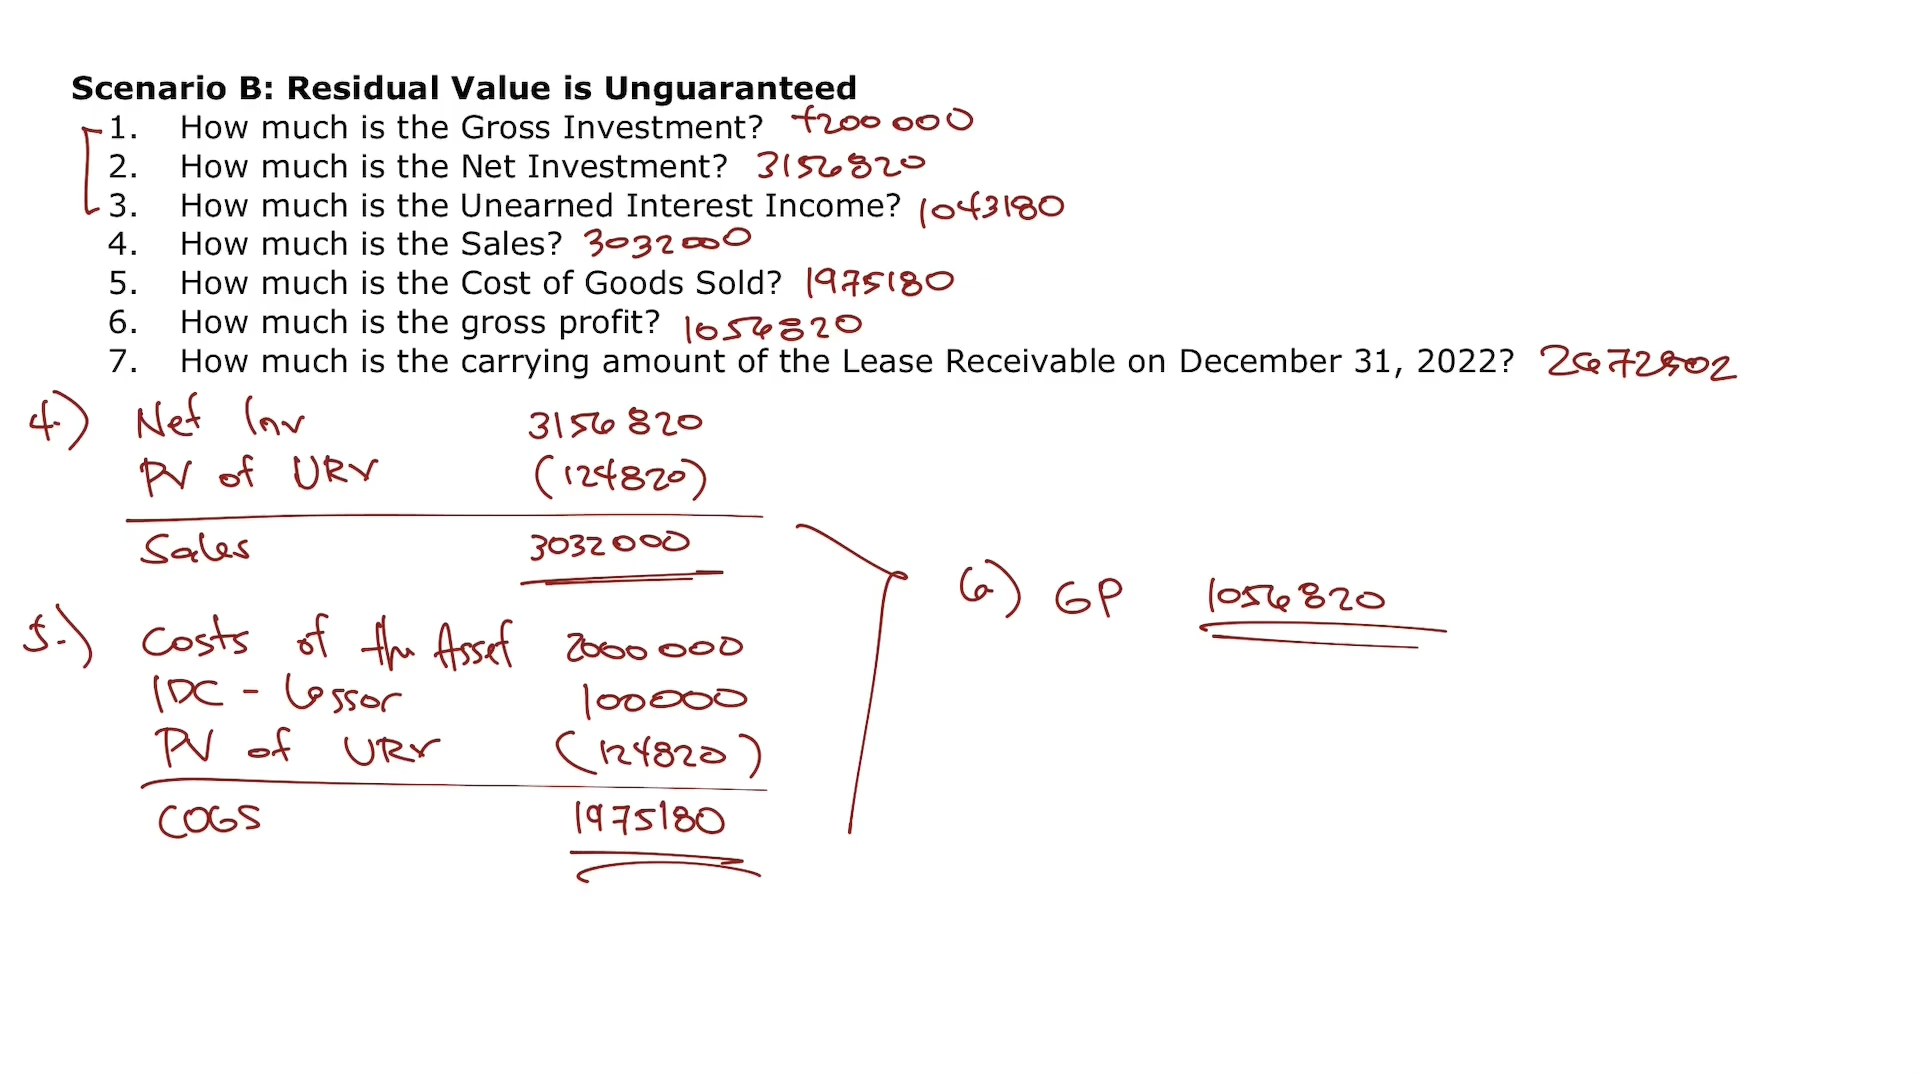 Scenario B: Residual Value is Unguaranteed
1. How much is the Gross Investment? 4200000
2. How much is the Net Investment? 3156820
3. How much is the Unearned Interest Income? 1043180
4. How much is the Sales? 3032000
5. How much is the Cost of Goods Sold? 1975180
6. How much is the gross profit? 1056820
7. How much is the carrying amount of the Lease Receivable on December 31, 2022?
4.) Net Inv 3156820
PV of URV (124820)
Sales 3032000
5.) Costs of the Asset 2000000
IDC - Lessor 100000
PV of URV (124820)
COGS 1975180
6) GP 1056820